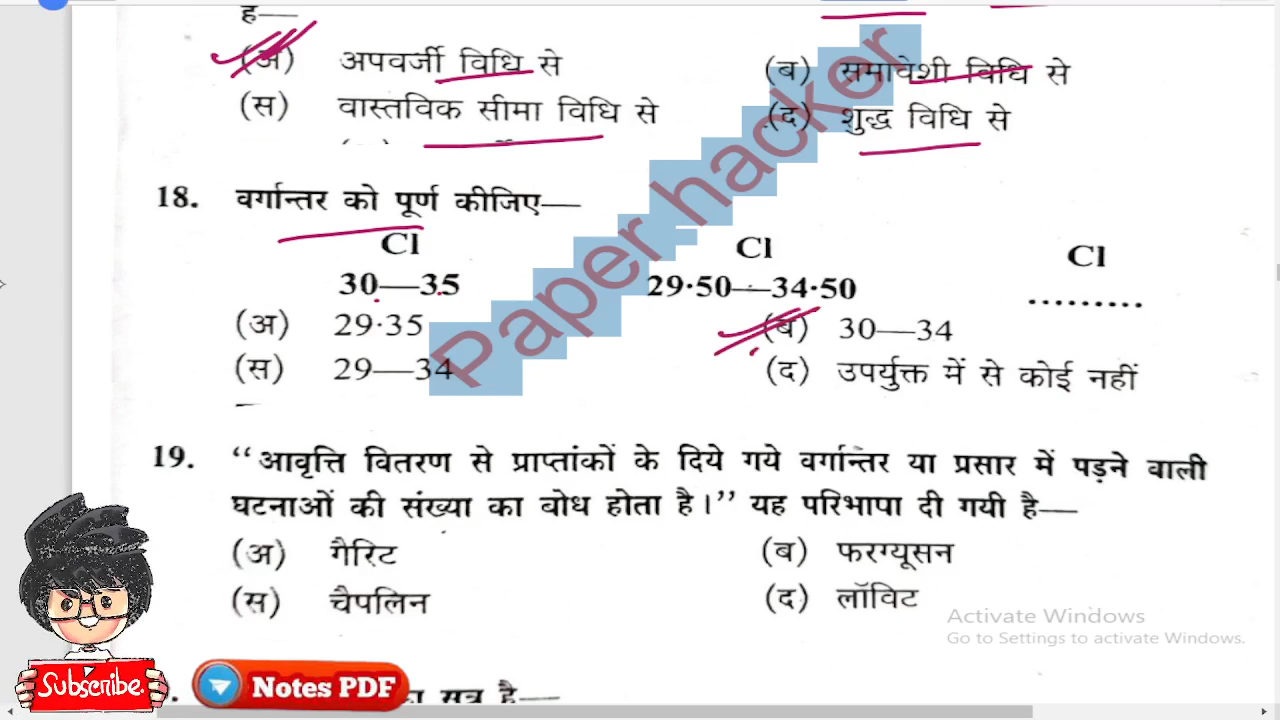 है—
(अ) अपवर्जी विधि से (ब) समावेशी विधि से
(स) वास्तविक सीमा विधि से (द) शुद्ध विधि से
18. वर्गान्तर को पूर्ण कीजिए—
CI CI CI
30—35 29·50—34·50 ..........
(अ) 29·35 (ब) 30—34
(स) 29—34 (द) उपर्युक्त में से कोई नहीं
19. “आवृत्ति वितरण से प्राप्तांकों के दिये गये वर्गान्तर या प्रसार में पड़ने वाली
घटनाओं की संख्या का बोध होता है।” यह परिभाषा दी गयी है—
(अ) गैरिट (ब) फरग्यूसन
(स) चैपलिन (द) लॉविट
Paper hacker
Activate Windows
Go to Settings to activate Windows.
Subscribe.
Notes PDF
सूत्र है—